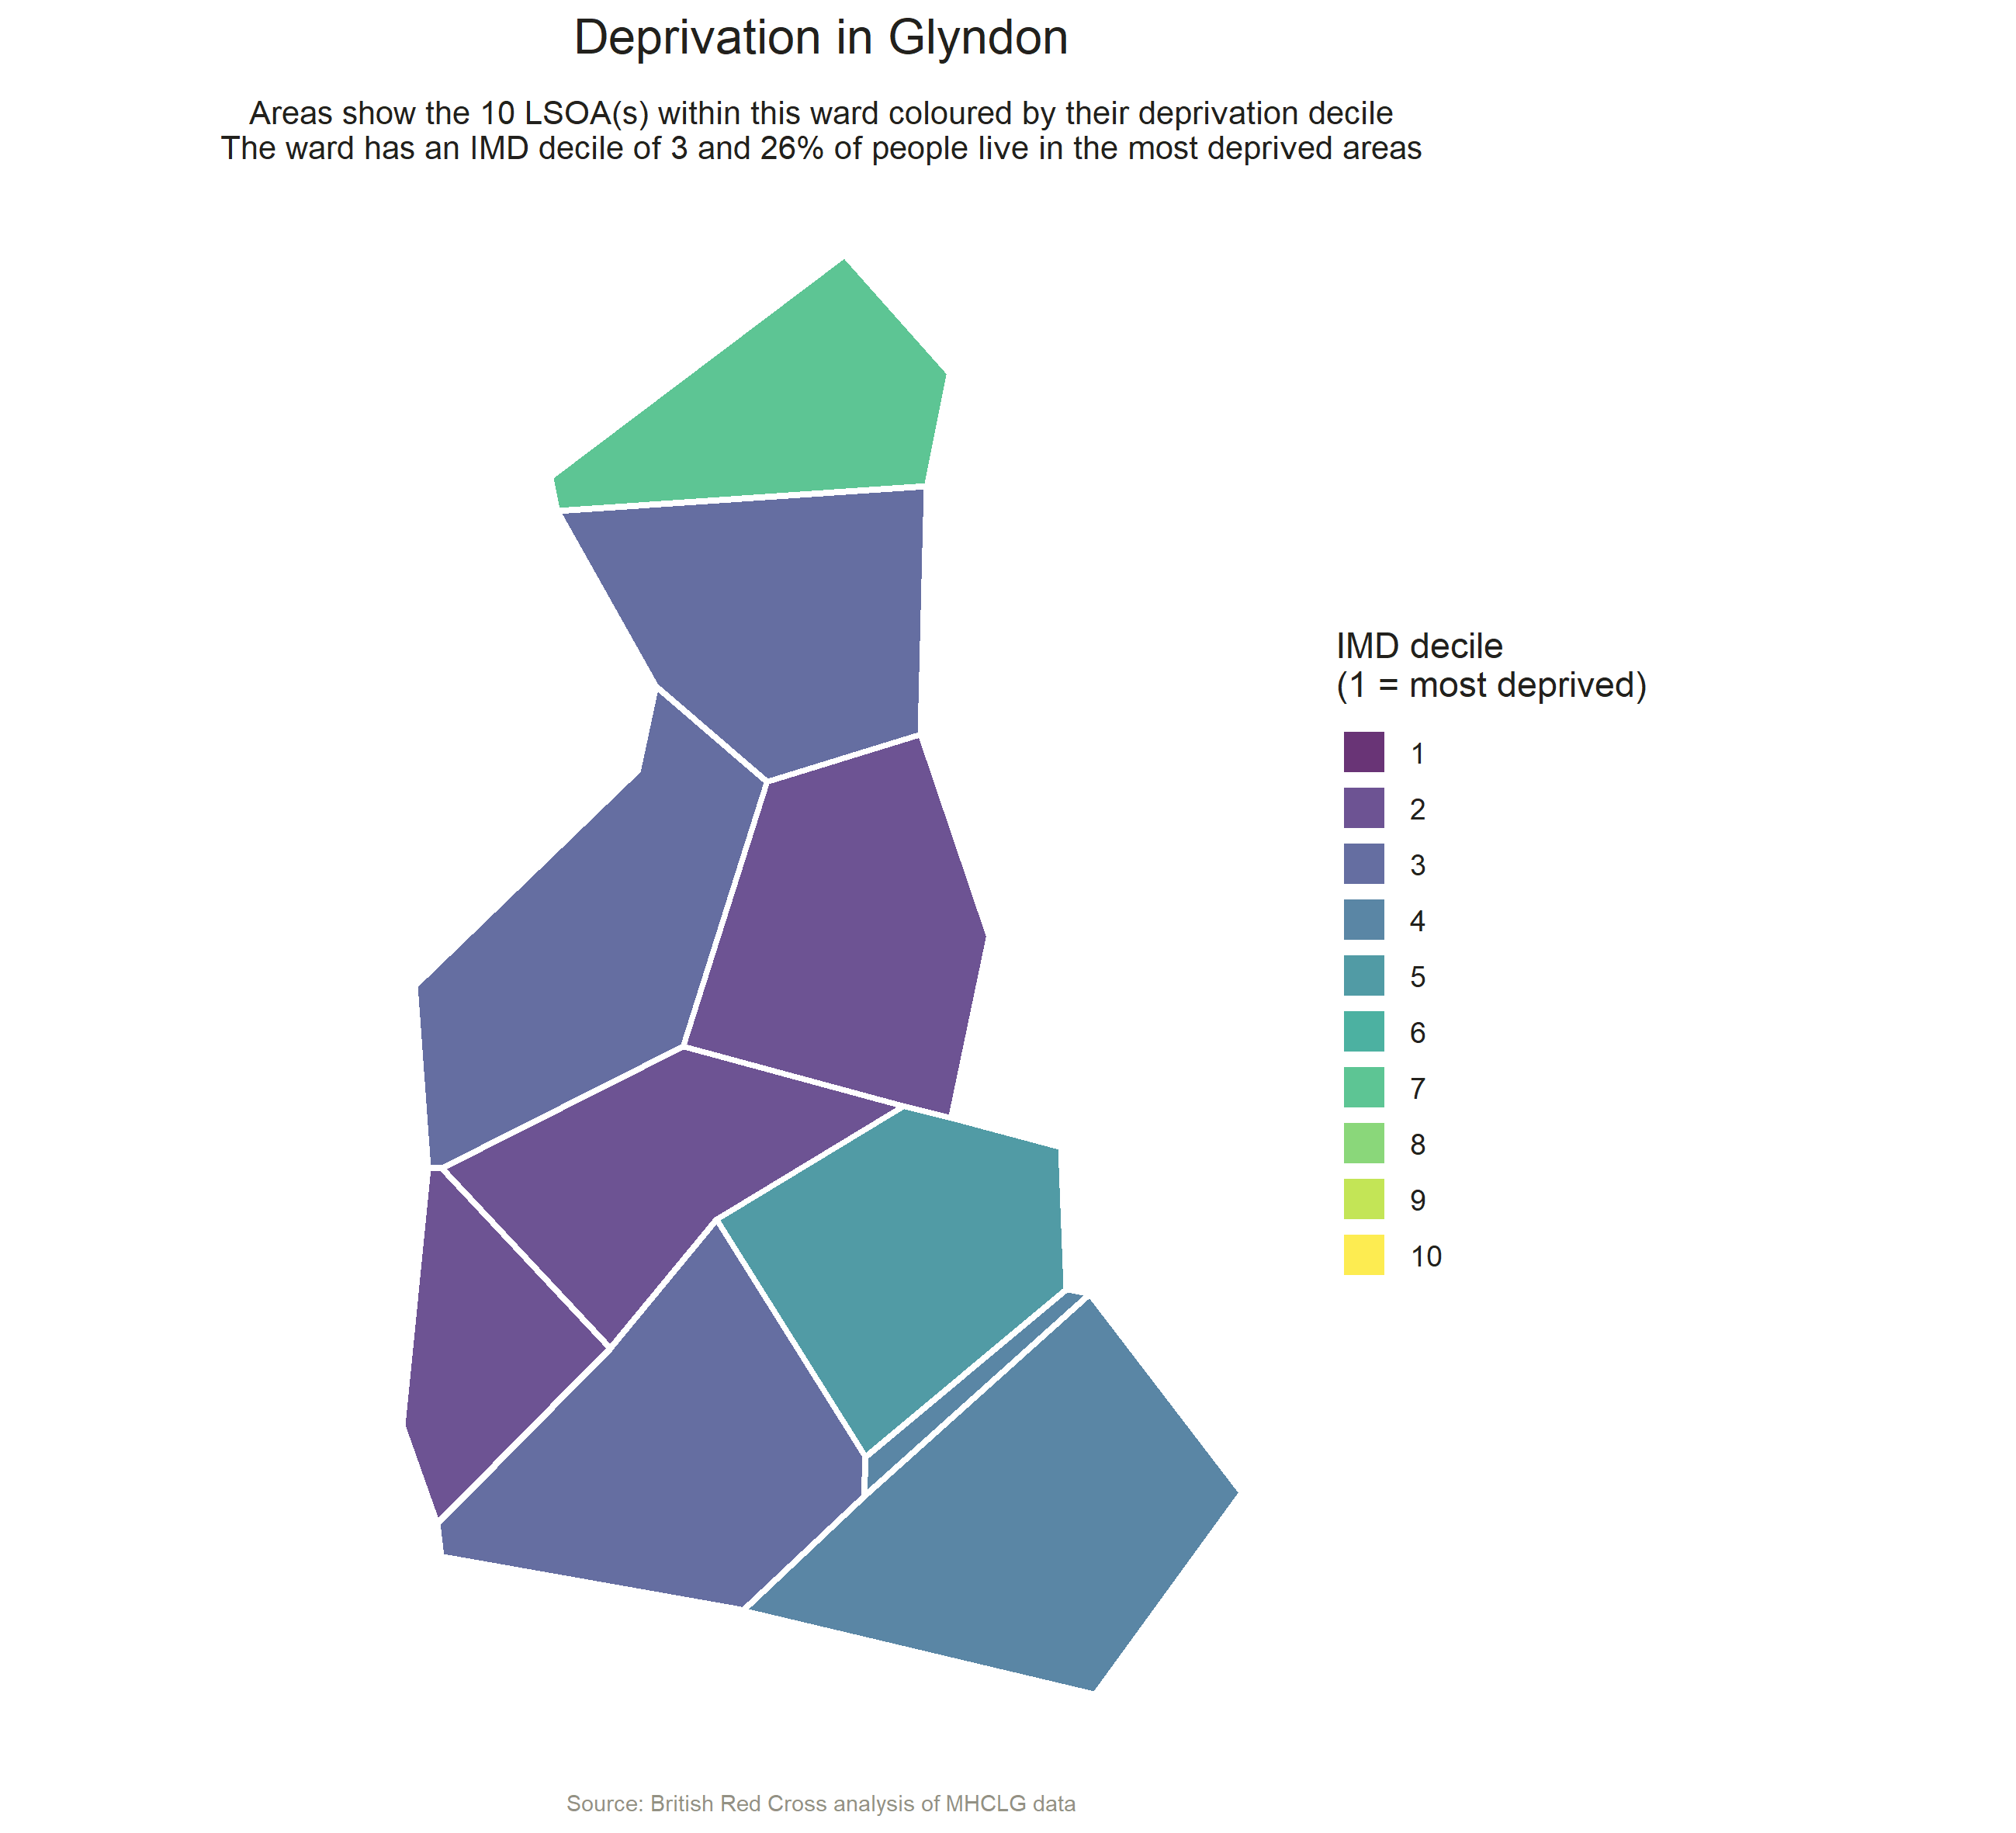 Deprivation in Glyndon
Areas show the 10 LSOA(s) within this ward coloured by their deprivation decile
The ward has an IMD decile of 3 and 26% of people live in the most deprived areas
IMD decile
(1 = most deprived)
1
2
3
4
5
6
7
8
9
10
Source: British Red Cross analysis of MHCLG data